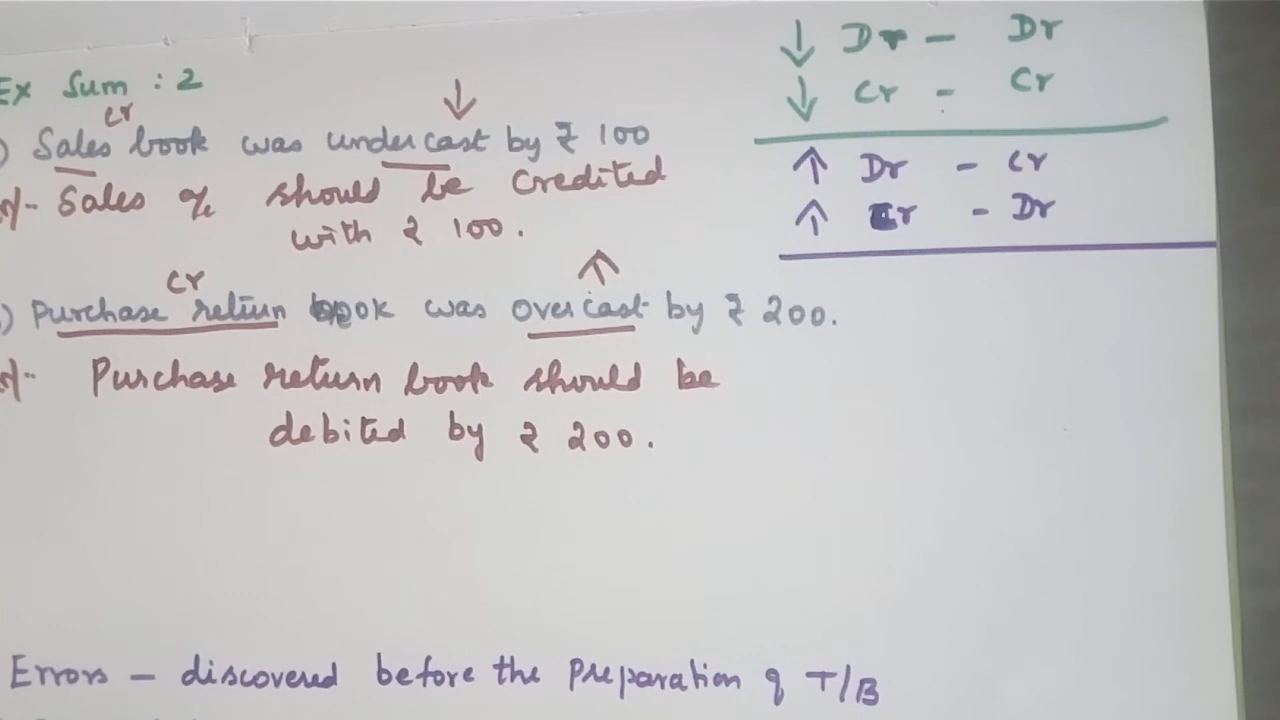 Ex Sum : 2
cr
) Sales book was undercast by ₹ 100
Sales a/c should be credited
with ₹ 100.
cr
) Purchase return book was overcast by ₹ 200.
Purchase return book should be
debited by ₹ 200.
↓ Dr - Dr
↓ Cr - Cr
↑ Dr - Cr
↑ Cr - Dr
Errors - discovered before the preparation of T/B